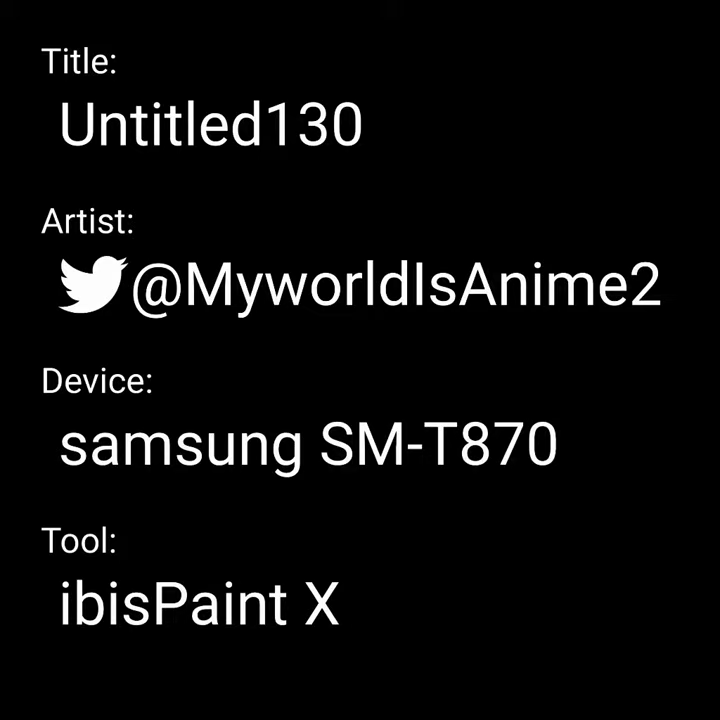 Title:
Untitled130
Artist:
@MyworldIsAnime2
Device:
samsung SM-T870
Tool:
ibisPaint X